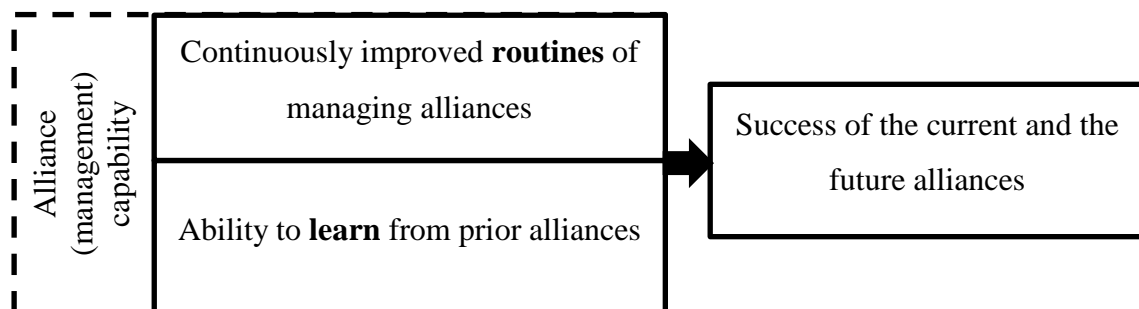 Alliance
(management)
capability
Continuously improved routines of
managing alliances
Ability to learn from prior alliances
Success of the current and the
future alliances